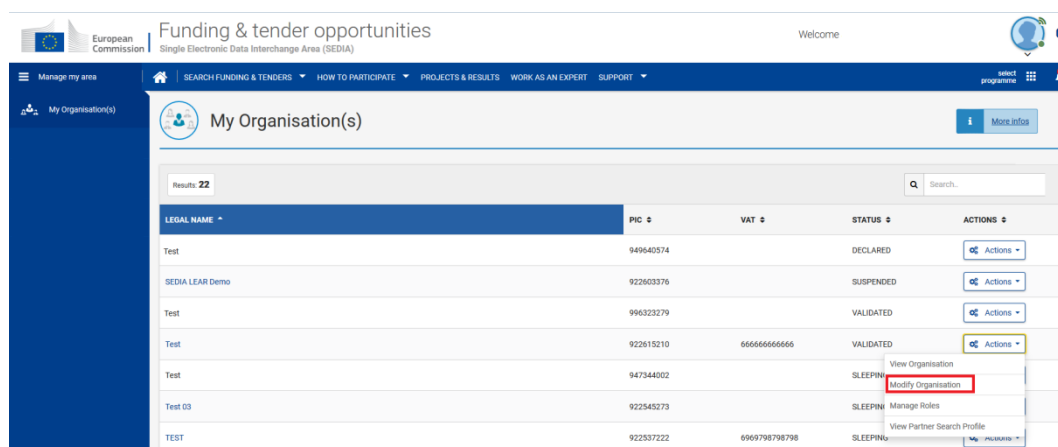 European
Commission
Funding & tender opportunities
Single Electronic Data Interchange Area (SEDIA)
Welcome
Manage my area
SEARCH FUNDING & TENDERS HOW TO PARTICIPATE PROJECTS & RESULTS WORK AS AN EXPERT SUPPORT
select
programme
My Organisation(s)
My Organisation(s)
i More infos
Results: 22
Search..
LEGAL NAME PIC VAT STATUS ACTIONS
Test 949640574 DECLARED Actions
SEDIA LEAR Demo 922603376 SUSPENDED Actions
Test 996323279 VALIDATED Actions
Test 922615210 666666666666 VALIDATED Actions
View Organisation
Test 947344002 SLEEPING
Modify Organisation
Test 03 922545273 SLEEPING
Manage Roles
View Partner Search Profile
TEST 922537222 6969798798798 SLEEPING Actions